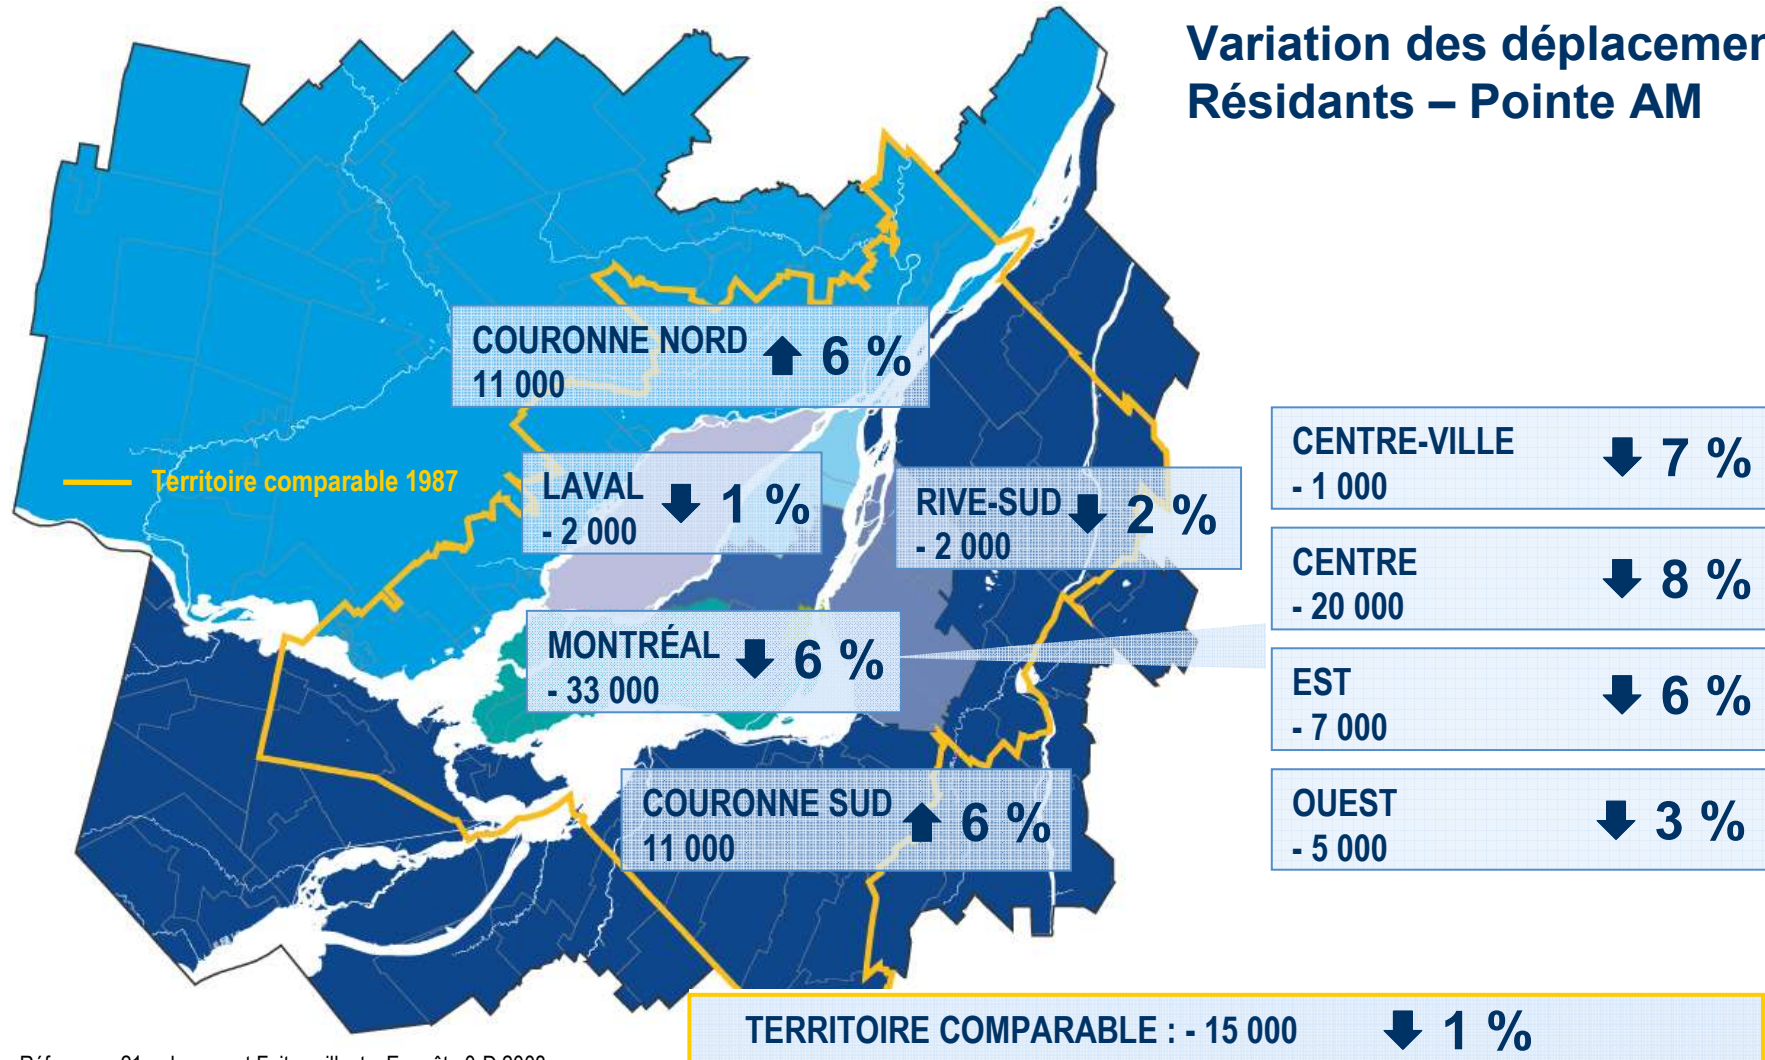 Variation des
Résidants – Pointe AM
COURONNE NORD 6 %
11 000
Territoire comparable 1987
LAVAL 1 %
- 2 000
RIVE-SUD 2 %
- 2 000
MONTRÉAL 6 %
- 33 000
COURONNE SUD 6 %
11 000
CENTRE-VILLE 7 %
- 1 000
CENTRE 8 %
- 20 000
EST 6 %
- 7 000
OUEST 3 %
- 5 000
TERRITOIRE COMPARABLE : - 15 000 1 %